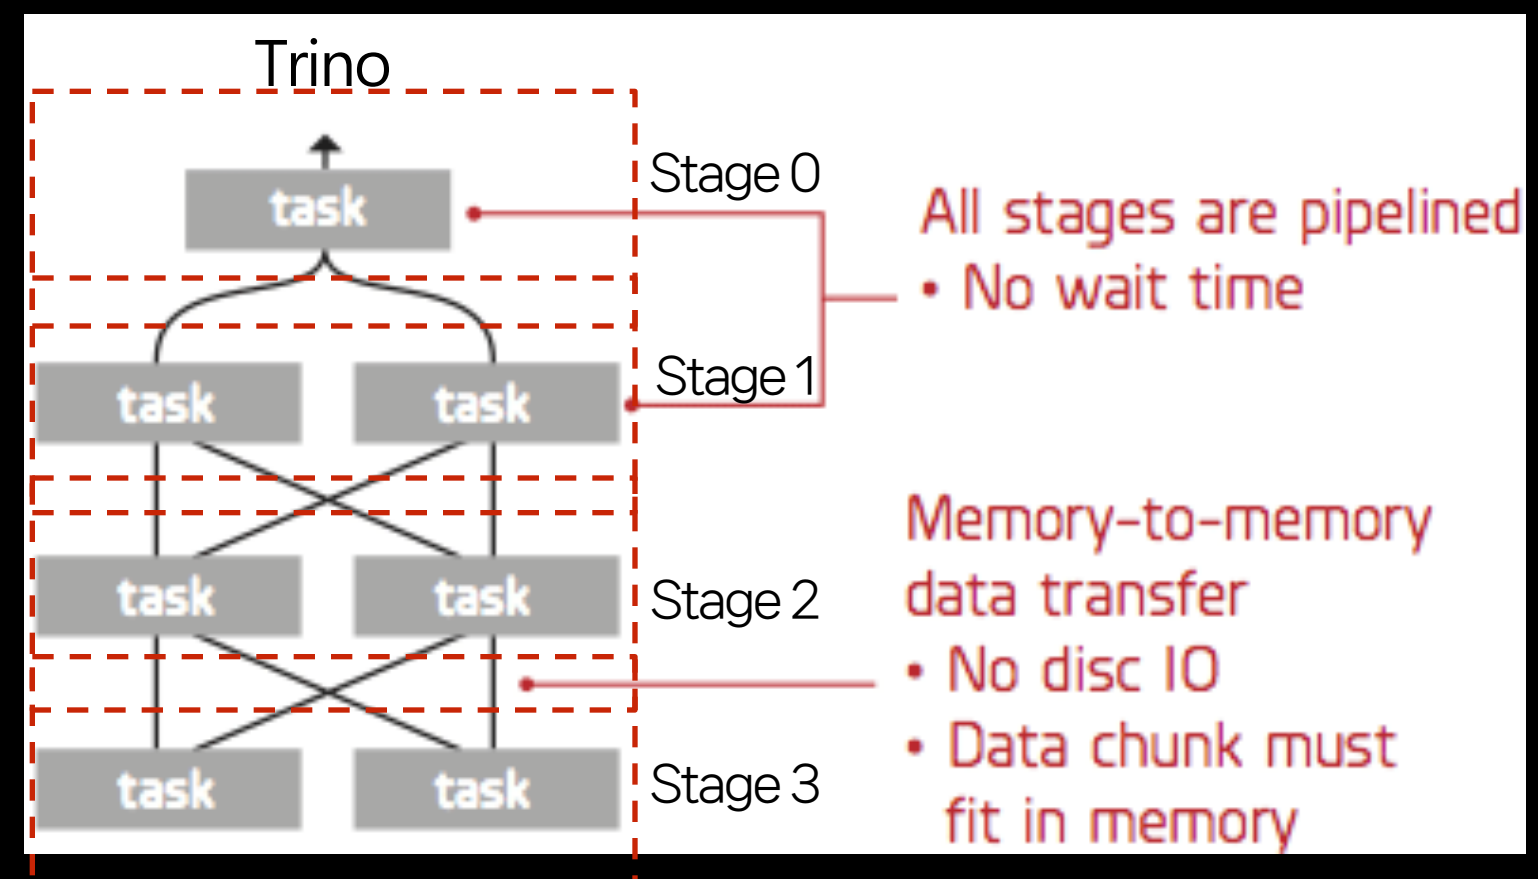 Trino
task
Stage 0
All stages are pipelined
• No wait time
task
task
Stage 1
task
task
Stage 2
Memory-to-memory
data transfer
• No disc IO
• Data chunk must
fit in memory
task
task
Stage 3